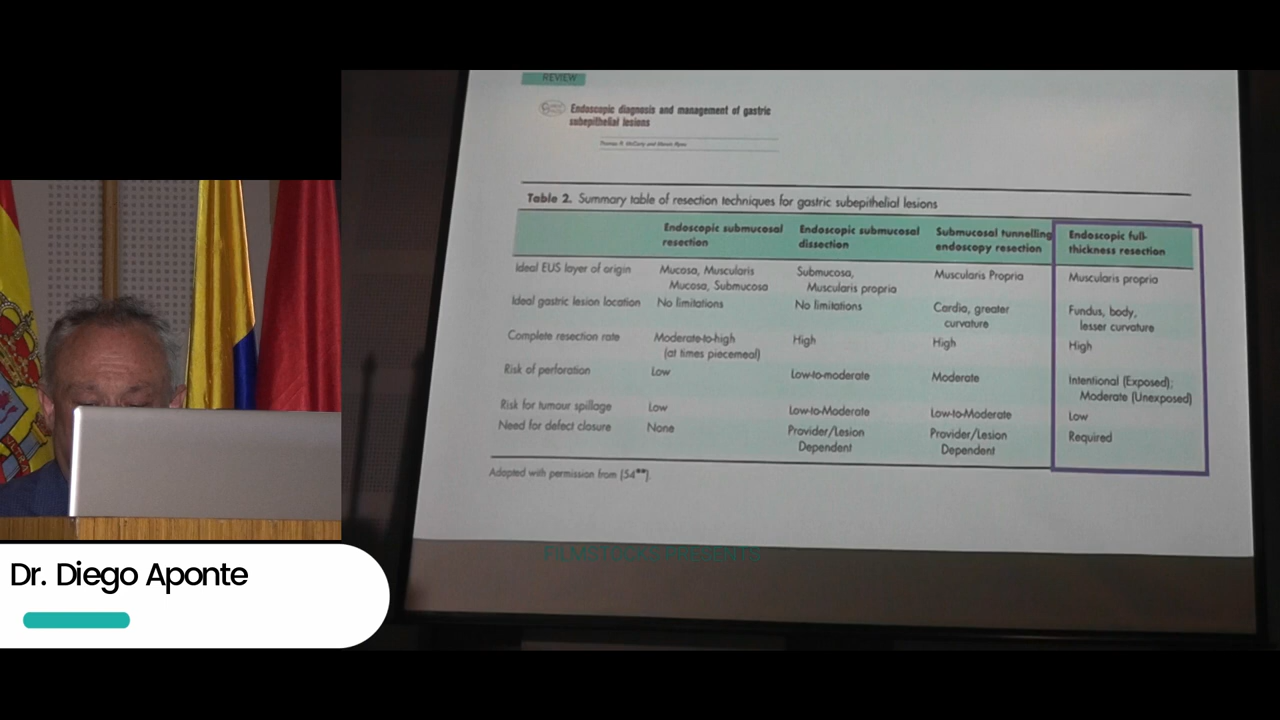 REVIEW
Endoscopic diagnosis and management of gastric
subepithelial lesions
Table 2. Summary table of resection techniques for gastric subepithelial lesions
Endoscopic submucosal resection
Endoscopic submucosal dissection
Submucosal tunnelling endoscopy resection
Endoscopic full-thickness resection
Ideal EUS layer of origin
Mucosa, Muscularis Mucosa, Submucosa
Submucosa, Muscularis propria
Muscularis Propria
Muscularis propria
Ideal gastric lesion location
No limitations
No limitations
Cardia, greater curvature
Fundus, body, lesser curvature
Complete resection rate
Moderate-to-high (at times piecemeal)
High
High
High
Risk of perforation
Low
Low-to-moderate
Moderate
Intentional (Exposed); Moderate (Unexposed)
Risk for tumour spillage
Low
Low-to-Moderate
Low-to-Moderate
Low
Need for defect closure
None
Provider/Lesion Dependent
Provider/Lesion Dependent
Required
Adapted with permission from [54**].
FILMSTOCKS PRESENTS
Dr. Diego Aponte